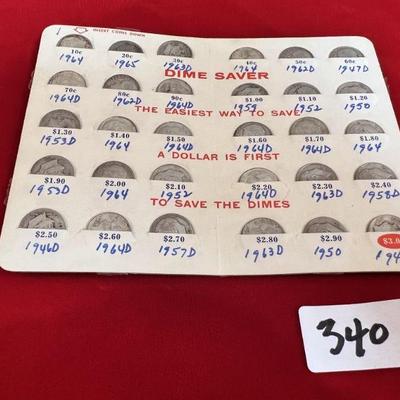 1 INSERT COINS DOWN
10c 20c 30c 40c 50c 60c
1964 1965 1963D 1964 1962D 1947D
DIME SAVER
70c 80c 90c $1.00 $1.10 $1.20
1964D 1962D 1964D 1959 1952 1950
THE EASIEST WAY TO SAVE
$1.30 $1.40 $1.50 $1.60 $1.70 $1.80
1953D 1964 1964D 1964D 1964D 1964
A DOLLAR IS FIRST
$1.90 $2.00 $2.10 $2.20 $2.30 $2.40
1953D 1964 1952 1964D 1963D 1958D
TO SAVE THE DIMES
$2.50 $2.60 $2.70 $2.80 $2.90
1946D 1964D 1957D 1963D 1950
340